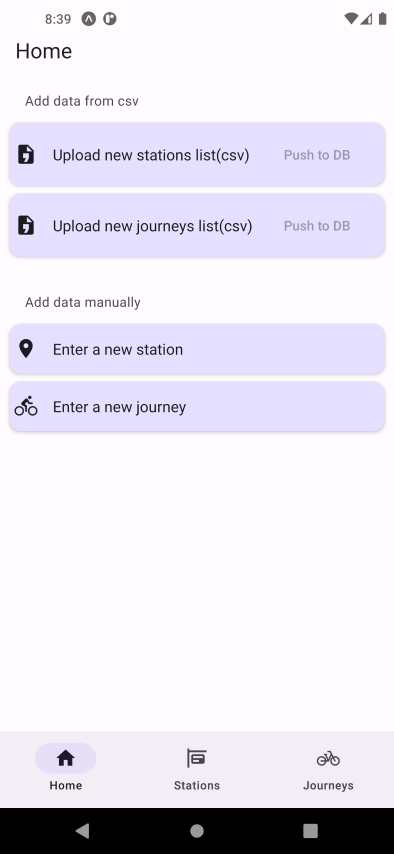 8:39
Home
Add data from csv
Upload new stations list(csv) Push to DB
Upload new journeys list(csv) Push to DB
Add data manually
Enter a new station
Enter a new journey
Home Stations Journeys